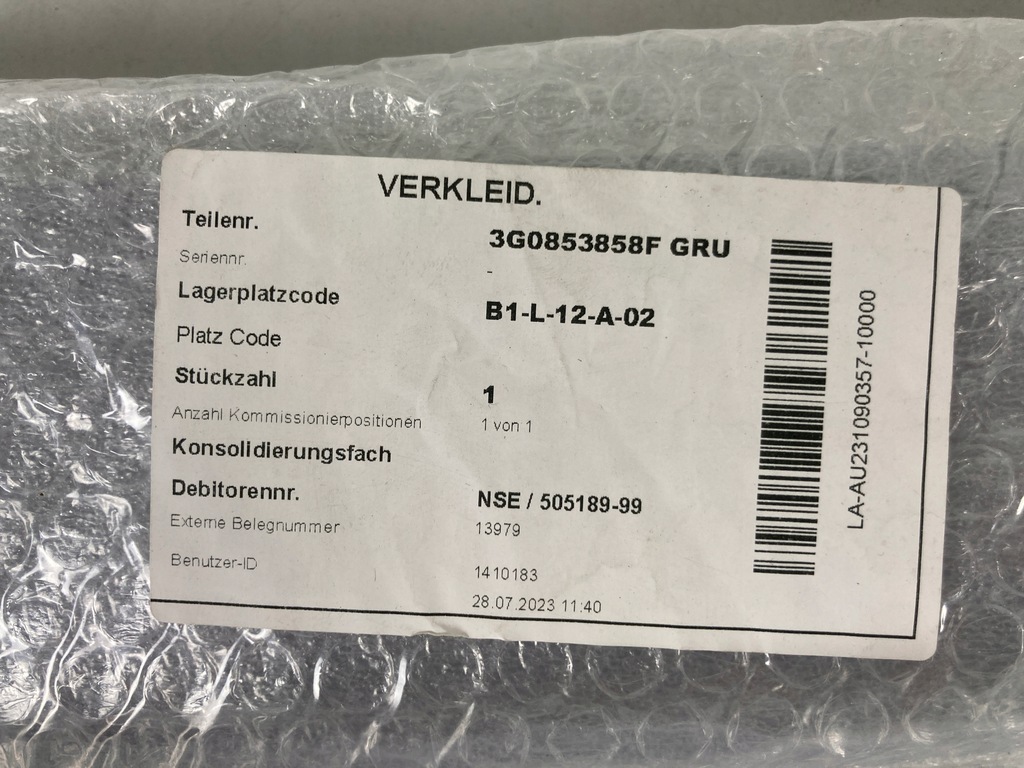 VERKLEID.
Teilenr. 3G0853858F GRU
Seriennr. -
Lagerplatzcode B1-L-12-A-02
Platz Code
Stückzahl 1
Anzahl Kommissionierpositionen 1 von 1
Konsolidierungsfach
Debitorennr. NSE / 505189-99
Externe Belegnummer 13979
Benutzer-ID 1410183
28.07.2023 11:40
LA-AU231090357-10000